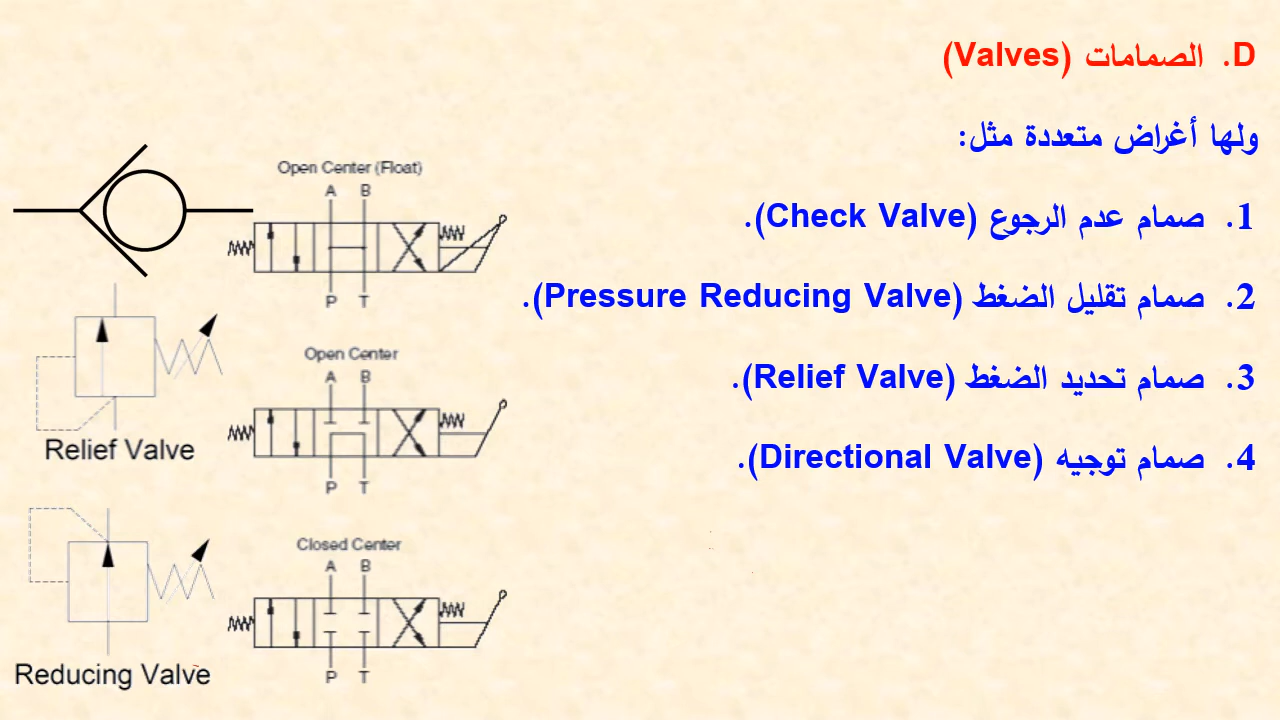 D. الصمامات (Valves)
ولها أغراض متعددة مثل:
1. صمام عدم الرجوع (Check Valve).
2. صمام تقليل الضغط (Pressure Reducing Valve).
3. صمام تحديد الضغط (Relief Valve).
4. صمام توجيه (Directional Valve).
Open Center (Float)
A B
P T
Open Center
A B
P T
Closed Center
A B
P T
Relief Valve
Reducing Valve